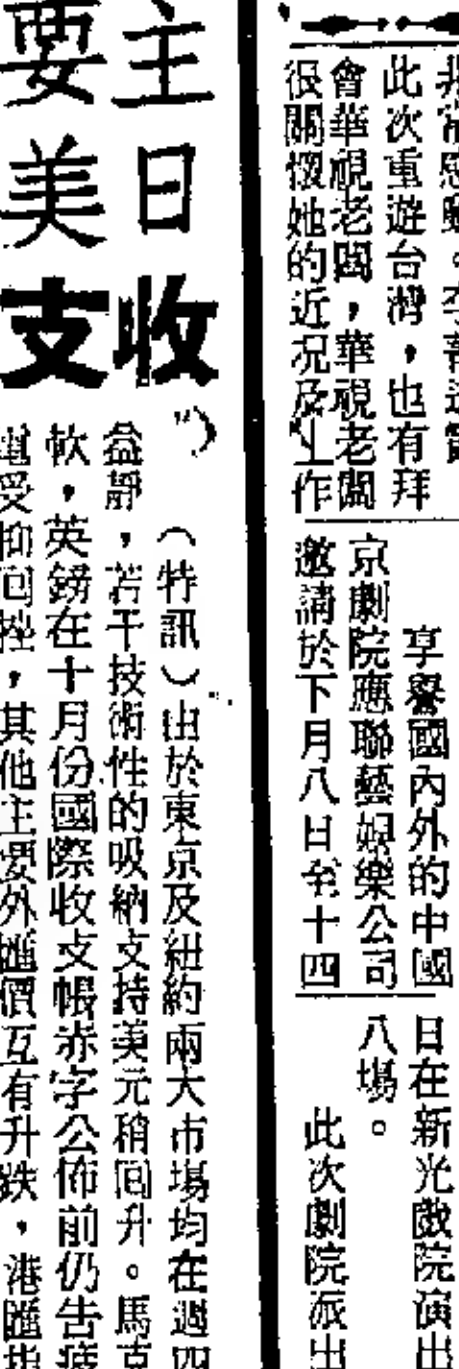 此次重遊台灣，也有拜
會華視老闆，華視老闆
很關懷她的近況及工作
享譽國內外的中國
京劇院應聯藝娛樂公司
邀請於下月八日至十四
日在新光戲院演出
八場。
此次劇院派出
主日收
要美支
（特訊）由於東京及紐約兩大市場均在週四
益靜，若干技術性的吸納支持美元稍回升。馬克
軟，英鎊在十月份國際收支帳赤字公佈前仍告疲
受抑回挫，其他主要外匯價互有升跌，港匯指